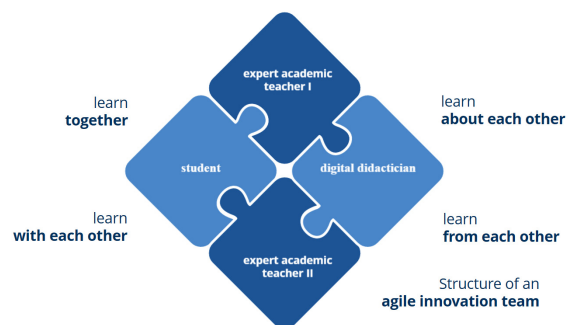 expert academic
teacher I
learn
together
learn
about each other
student
digital didactician
learn
with each other
learn
from each other
expert academic
teacher II
Structure of an
agile innovation team